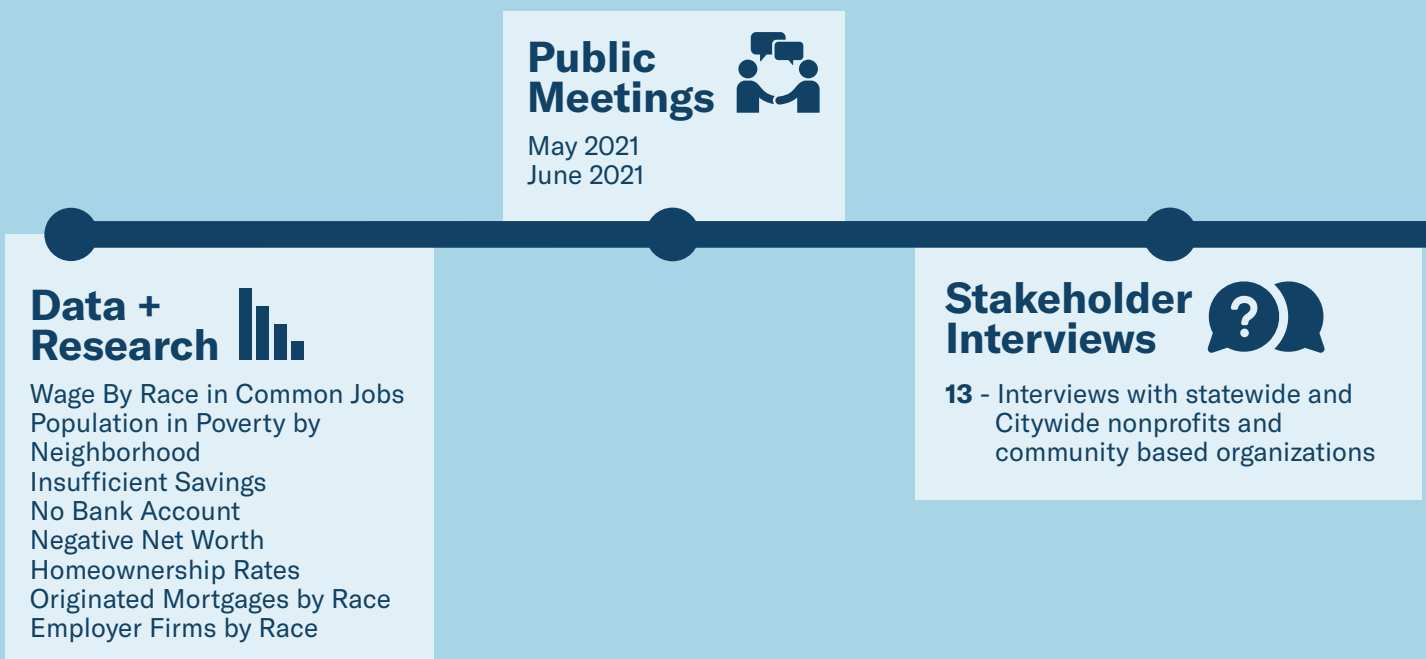 Public
Meetings
May 2021
June 2021
Data +
Research
Wage By Race in Common Jobs
Population in Poverty by
Neighborhood
Insufficient Savings
No Bank Account
Negative Net Worth
Homeownership Rates
Originated Mortgages by Race
Employer Firms by Race
Stakeholder
Interviews
?
13 - Interviews with statewide and
Citywide nonprofits and
community based organizations